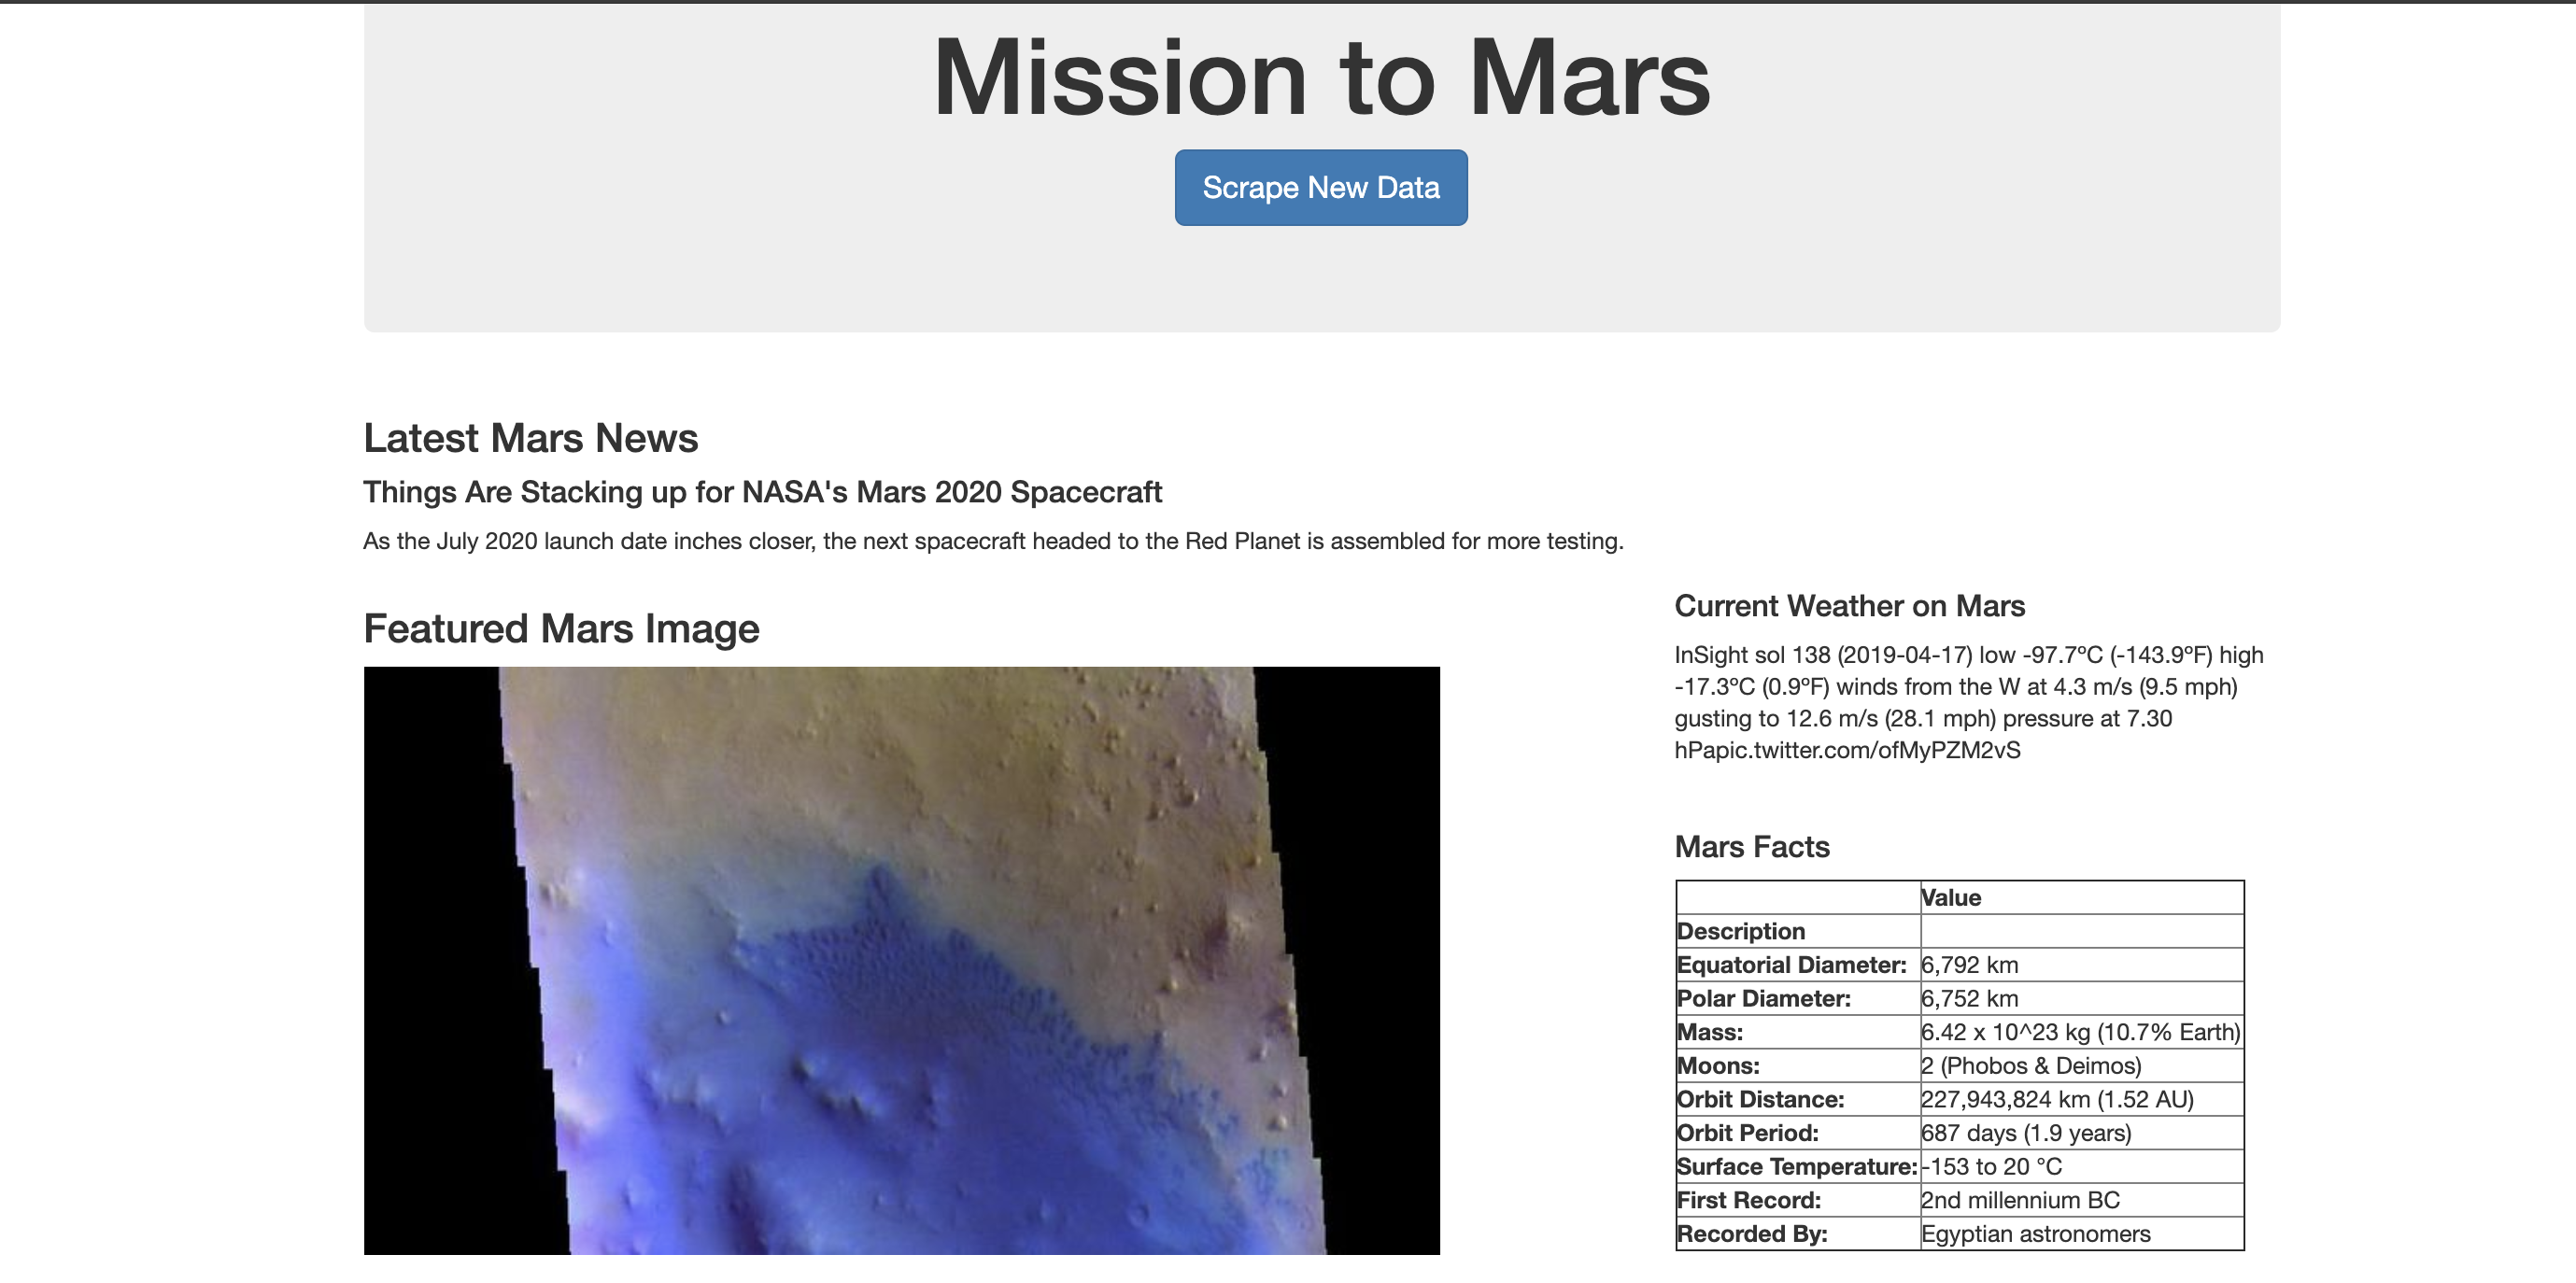 Mission to Mars
Scrape New Data
Latest Mars News
Things Are Stacking up for NASA's Mars 2020 Spacecraft
As the July 2020 launch date inches closer, the next spacecraft headed to the Red Planet is assembled for more testing.
Featured Mars Image
Current Weather on Mars
InSight sol 138 (2019-04-17) low -97.7ºC (-143.9ºF) high
-17.3ºC (0.9ºF) winds from the W at 4.3 m/s (9.5 mph)
gusting to 12.6 m/s (28.1 mph) pressure at 7.30
hPapic.twitter.com/ofMyPZM2vS
Mars Facts
Value
Description
Equatorial Diameter: 6,792 km
Polar Diameter: 6,752 km
Mass: 6.42 x 10^23 kg (10.7% Earth)
Moons: 2 (Phobos & Deimos)
Orbit Distance: 227,943,824 km (1.52 AU)
Orbit Period: 687 days (1.9 years)
Surface Temperature: -153 to 20 °C
First Record: 2nd millennium BC
Recorded By: Egyptian astronomers